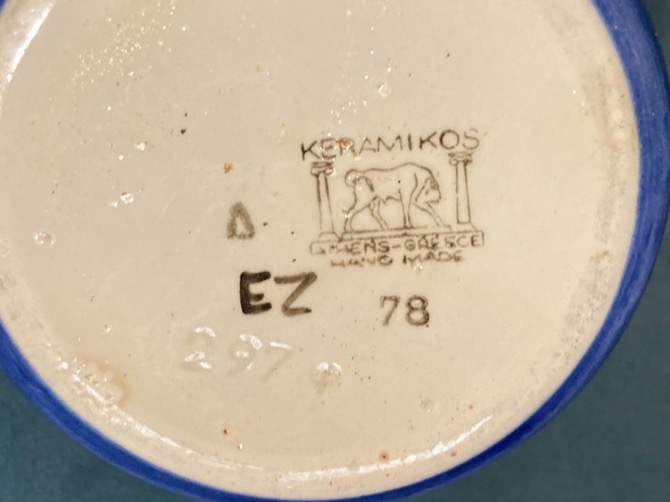 KERAMIKOS
ATHENS-GREECE
HAND MADE
Δ
EZ
78
297